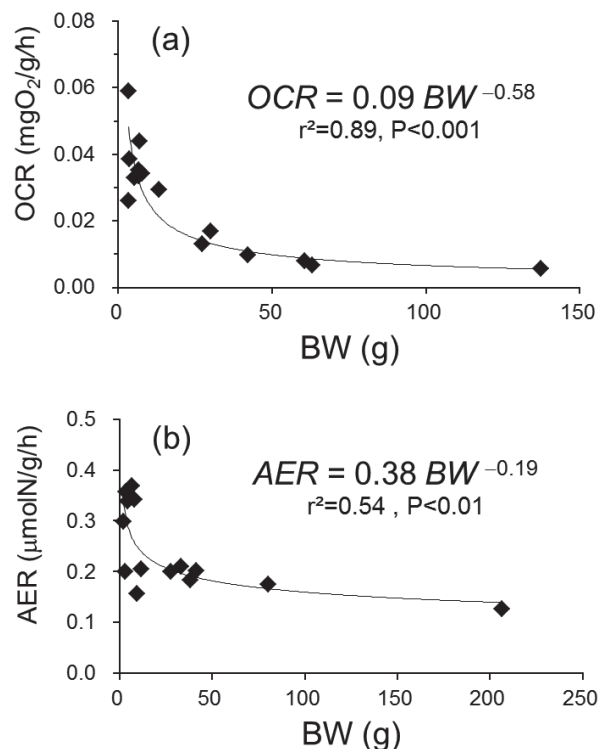 (a)
OCR = 0.09 BW⁻⁰·⁵⁸
r²=0.89, P<0.001
OCR (mgO₂/g/h)
0.08
0.06
0.04
0.02
0.00
0 50 100 150
BW (g)
(b)
AER = 0.38 BW⁻⁰·¹⁹
r²=0.54 , P<0.01
AER (μmolN/g/h)
0.5
0.4
0.3
0.2
0.1
0.0
0 50 100 150 200 250
BW (g)